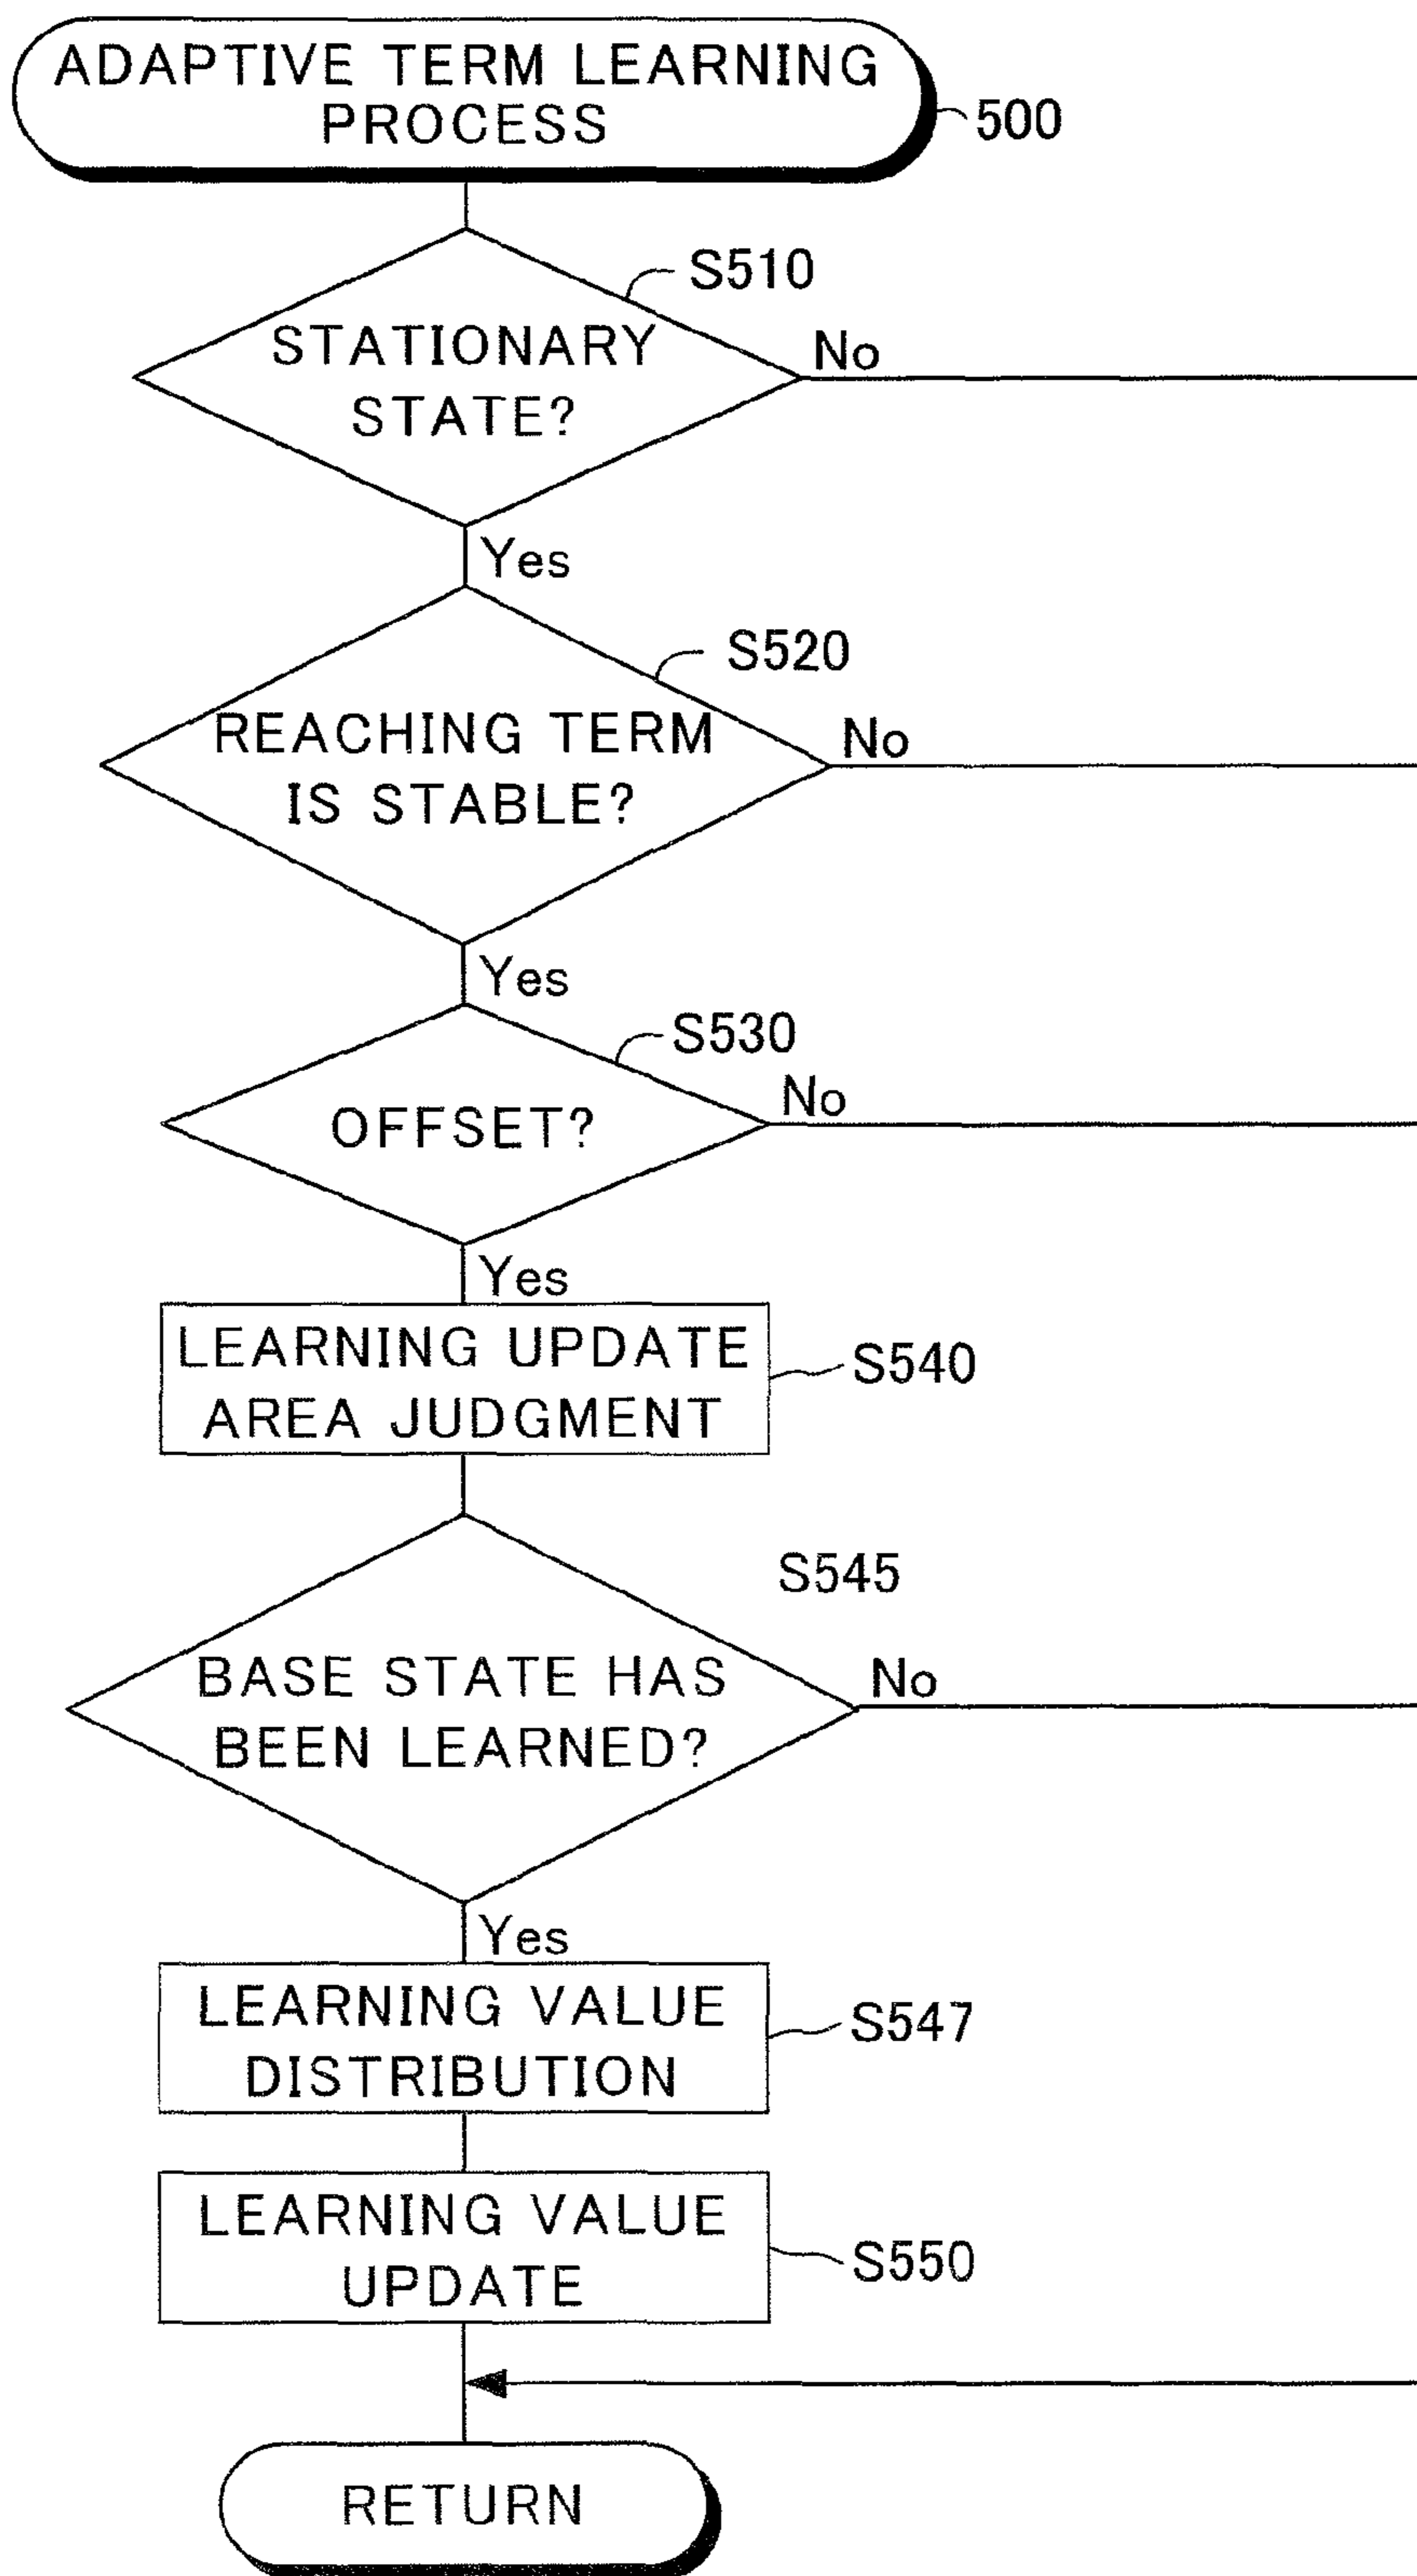 ADAPTIVE TERM LEARNING
PROCESS
500
S510
STATIONARY
STATE?
No
Yes
S520
REACHING TERM
IS STABLE?
No
Yes
S530
OFFSET?
No
Yes
LEARNING UPDATE
AREA JUDGMENT
S540
S545
BASE STATE HAS
BEEN LEARNED?
No
Yes
LEARNING VALUE
DISTRIBUTION
S547
LEARNING VALUE
UPDATE
S550
RETURN